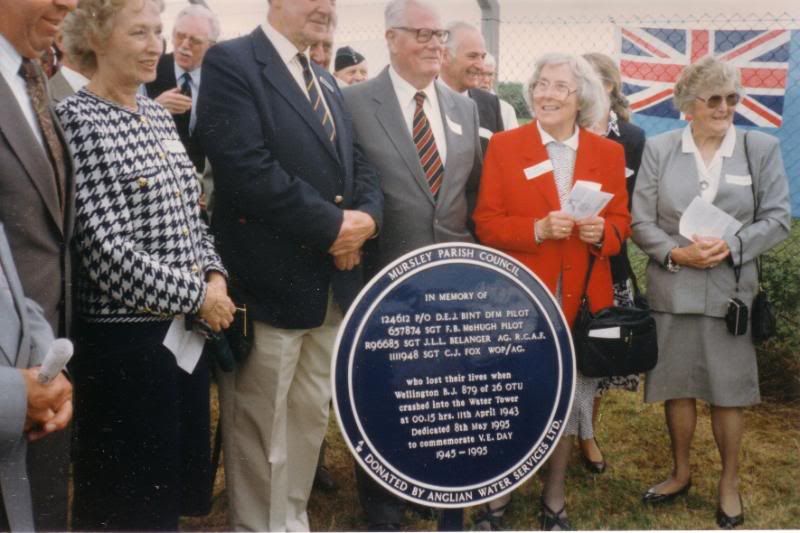 MURSLEY PARISH COUNCIL
IN MEMORY OF
124612 P/O D.E.J. BINT DFM PILOT
657874 SGT F.B. McHUGH PILOT
R96685 SGT J.L.L. BELANGER AG. R.C.A.F.
1111948 SGT C.J. FOX WOP/AG.
who lost their lives when
Wellington B.J. 879 of 26 OTU
crashed into the Water Tower
at 00.15 hrs. 11th April 1943
Dedicated 8th May 1995
to commemorate V.E. DAY
1945 - 1995
DONATED BY ANGLIAN WATER SERVICES LTD.